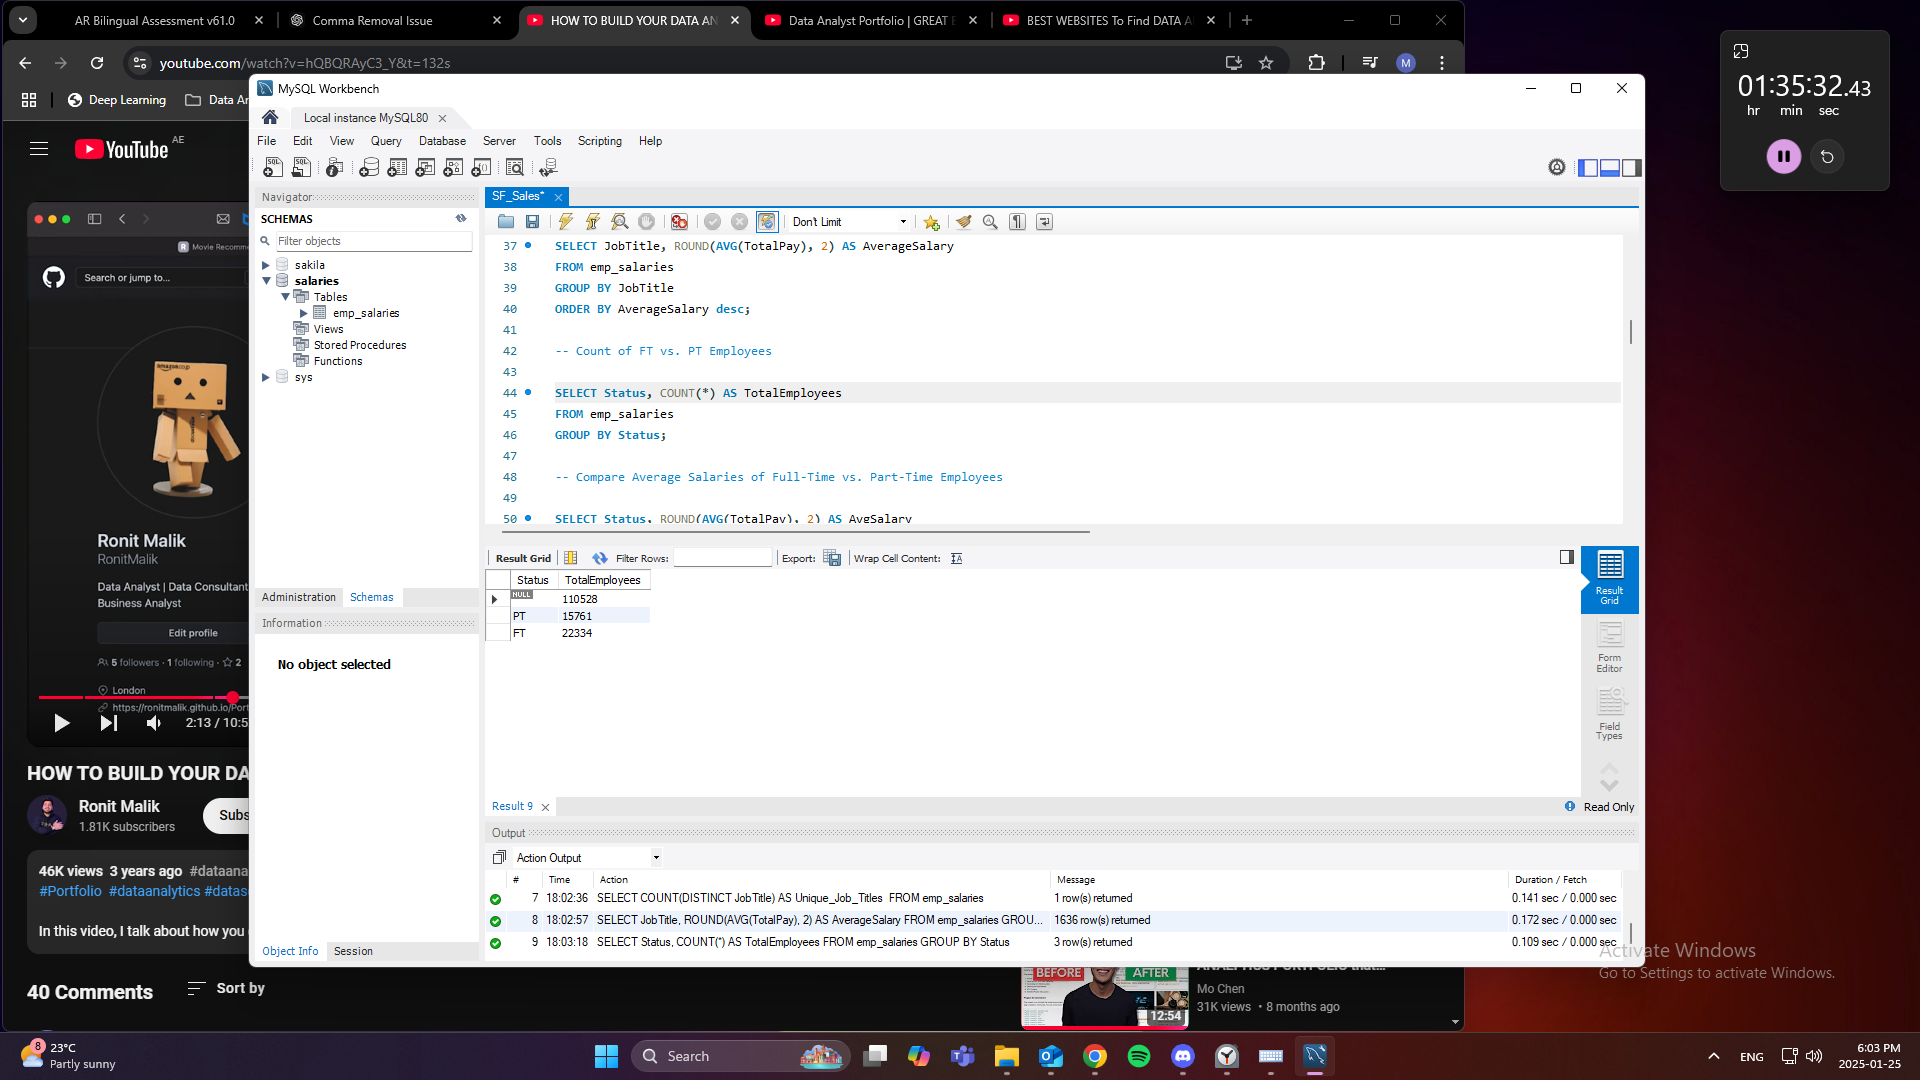 AR Bilingual Assessment v61.0
Comma Removal Issue
HOW TO BUILD YOUR DATA AN
Data Analyst Portfolio | GREAT E
BEST WEBSITES To Find DATA A
youtube.com/watch?v=hQBQRAyC3_Y&t=132s
M
Deep Learning
Data An
01:35:32.43
hr min sec
MySQL Workbench
Local instance MySQL80
File Edit View Query Database Server Tools Scripting Help
YouTube AE
Navigator
SCHEMAS
Filter objects
sakila
salaries
Tables
emp_salaries
Views
Stored Procedures
Functions
sys
Administration Schemas
Information
No object selected
Object Info Session
SF_Sales*
Don't Limit
37 SELECT JobTitle, ROUND(AVG(TotalPay), 2) AS AverageSalary
38 FROM emp_salaries
39 GROUP BY JobTitle
40 ORDER BY AverageSalary desc;
41
42 -- Count of FT vs. PT Employees
43
44 SELECT Status, COUNT(*) AS TotalEmployees
45 FROM emp_salaries
46 GROUP BY Status;
47
48 -- Compare Average Salaries of Full-Time vs. Part-Time Employees
49
50 SELECT Status, ROUND(AVG(TotalPay), 2) AS AvgSalary
Result Grid Filter Rows: Export: Wrap Cell Content:
Status TotalEmployees
NULL 110528
PT 15761
FT 22334
Result Grid
Form Editor
Field Types
Result 9
Read Only
Output
Action Output
# Time Action Message Duration / Fetch
7 18:02:36 SELECT COUNT(DISTINCT JobTitle) AS Unique_Job_Titles FROM emp_salaries 1 row(s) returned 0.141 sec / 0.000 sec
8 18:02:57 SELECT JobTitle, ROUND(AVG(TotalPay), 2) AS AverageSalary FROM emp_salaries GROU... 1636 row(s) returned 0.172 sec / 0.000 sec
9 18:03:18 SELECT Status, COUNT(*) AS TotalEmployees FROM emp_salaries GROUP BY Status 3 row(s) returned 0.109 sec / 0.000 sec
Movie Recomm
Search or jump to...
amazon.co.jp
Ronit Malik
RonitMalik
Data Analyst | Data Consultant
Business Analyst
Edit profile
5 followers · 1 following · 2
London
https://ronitmalik.github.io/Port
2:13 / 10:5
HOW TO BUILD YOUR DA
Ronit Malik
1.81K subscribers
Subs
46K views 3 years ago #dataana
#Portfolio #dataanalytics #datasc
In this video, I talk about how you
40 Comments
Sort by
BEFORE AFTER
12:54
Mo Chen
31K views • 8 months ago
Activate Windows
Go to Settings to activate Windows.
8
23°C
Partly sunny
Search
ENG
6:03 PM
2025-01-25